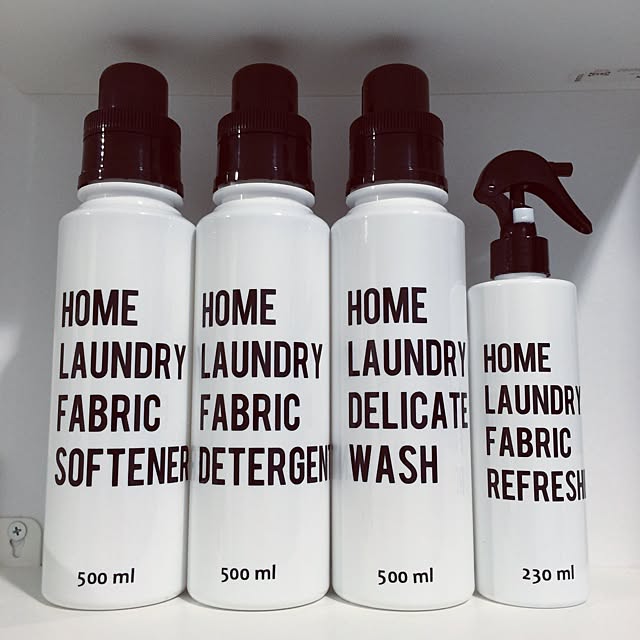 HOME
LAUNDRY
FABRIC
SOFTENER
500 ml
HOME
LAUNDRY
FABRIC
DETERGENT
500 ml
HOME
LAUNDRY
DELICATE
WASH
500 ml
HOME
LAUNDRY
FABRIC
REFRESH
230 ml